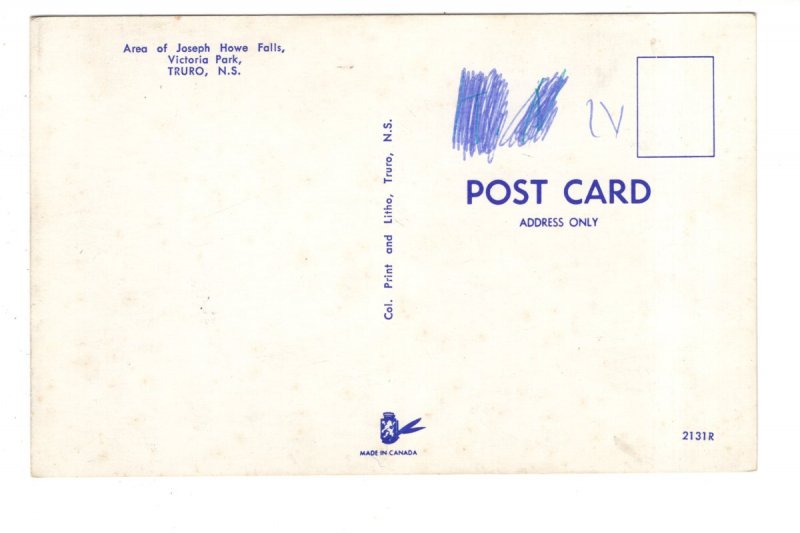 Area of Joseph Howe Falls,
Victoria Park,
TRURO, N.S.
Col. Print and Litho, Truro, N.S.
POST CARD
ADDRESS ONLY
MADE IN CANADA
2131R